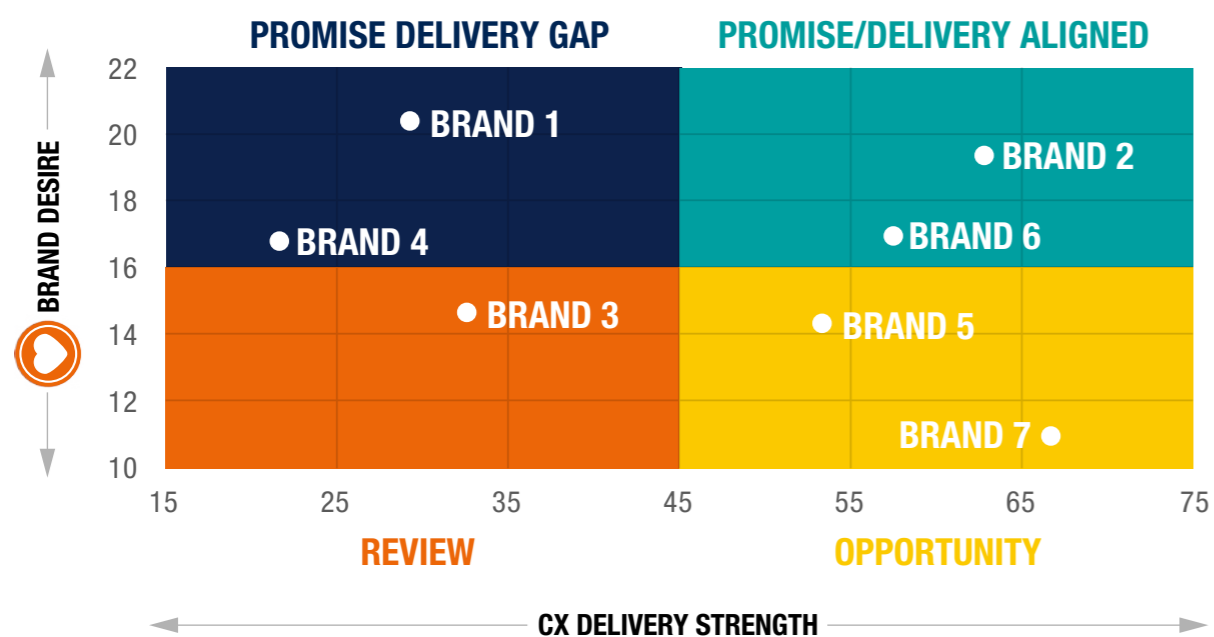 PROMISE DELIVERY GAP
PROMISE/DELIVERY ALIGNED
BRAND DESIRE
22
20
18
16
14
12
10
BRAND 1
BRAND 2
BRAND 4
BRAND 6
BRAND 3
BRAND 5
BRAND 7
15
25
35
45
55
65
75
REVIEW
OPPORTUNITY
CX DELIVERY STRENGTH